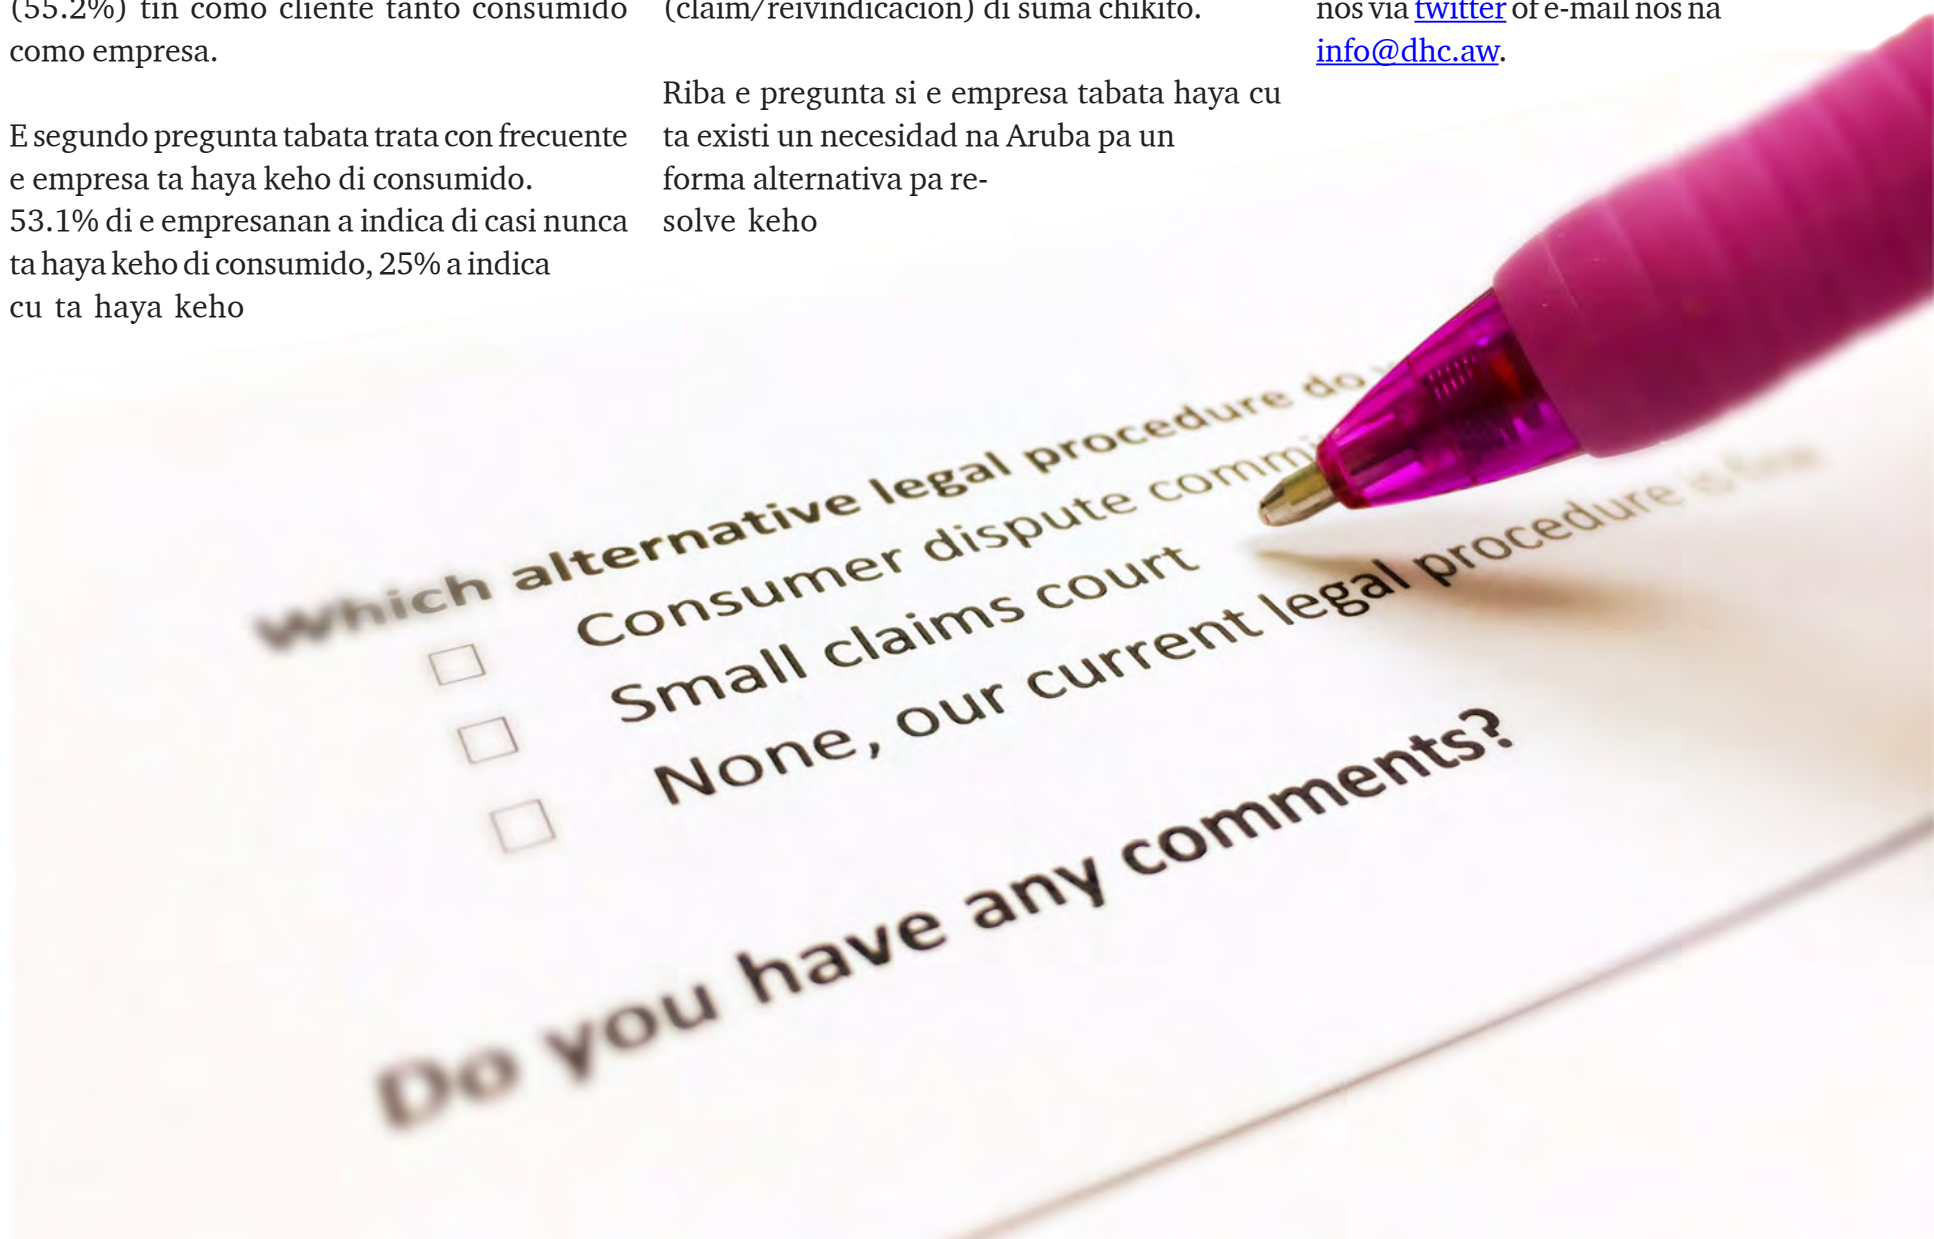 (55.2%) tin como cliente tanto consumido
como empresa.
E segundo pregunta tabata trata con frecuente
e empresa ta haya keho di consumido.
53.1% di e empresanan a indica di casi nunca
ta haya keho di consumido, 25% a indica
cu ta haya keho
(claim/reivindicacion) di suma chikito.
Riba e pregunta si e empresa tabata haya cu
ta existi un necesidad na Aruba pa un
forma alternativa pa re-
solve keho
nos via twitter of e-mail nos na
info@dhc.aw.
Which alternative legal procedure do
Consumer dispute
Small claims court
None, our current legal procedure is fine
Do you have any comments?